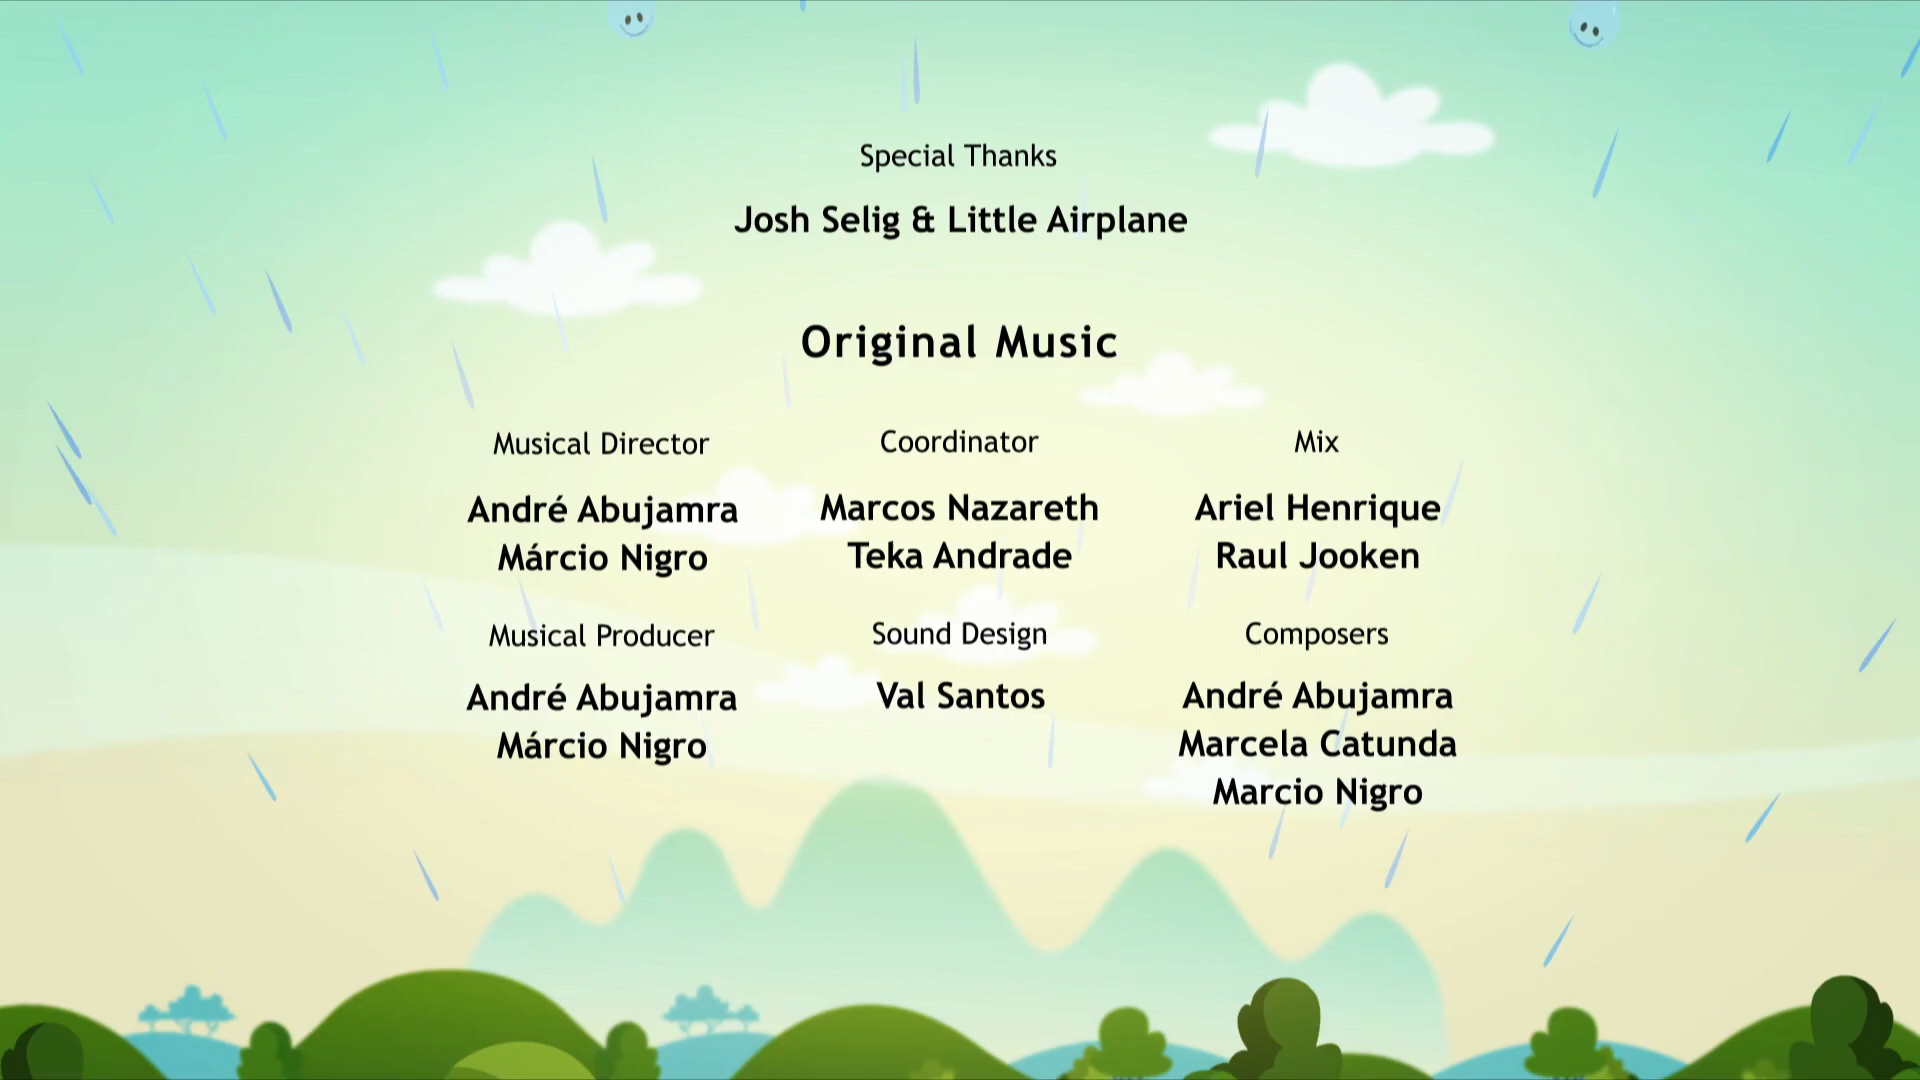 Special Thanks
Josh Selig & Little Airplane
Original Music
Musical Director
André Abujamra
Márcio Nigro
Coordinator
Marcos Nazareth
Teka Andrade
Mix
Ariel Henrique
Raul Jooken
Musical Producer
André Abujamra
Márcio Nigro
Sound Design
Val Santos
Composers
André Abujamra
Marcela Catunda
Marcio Nigro